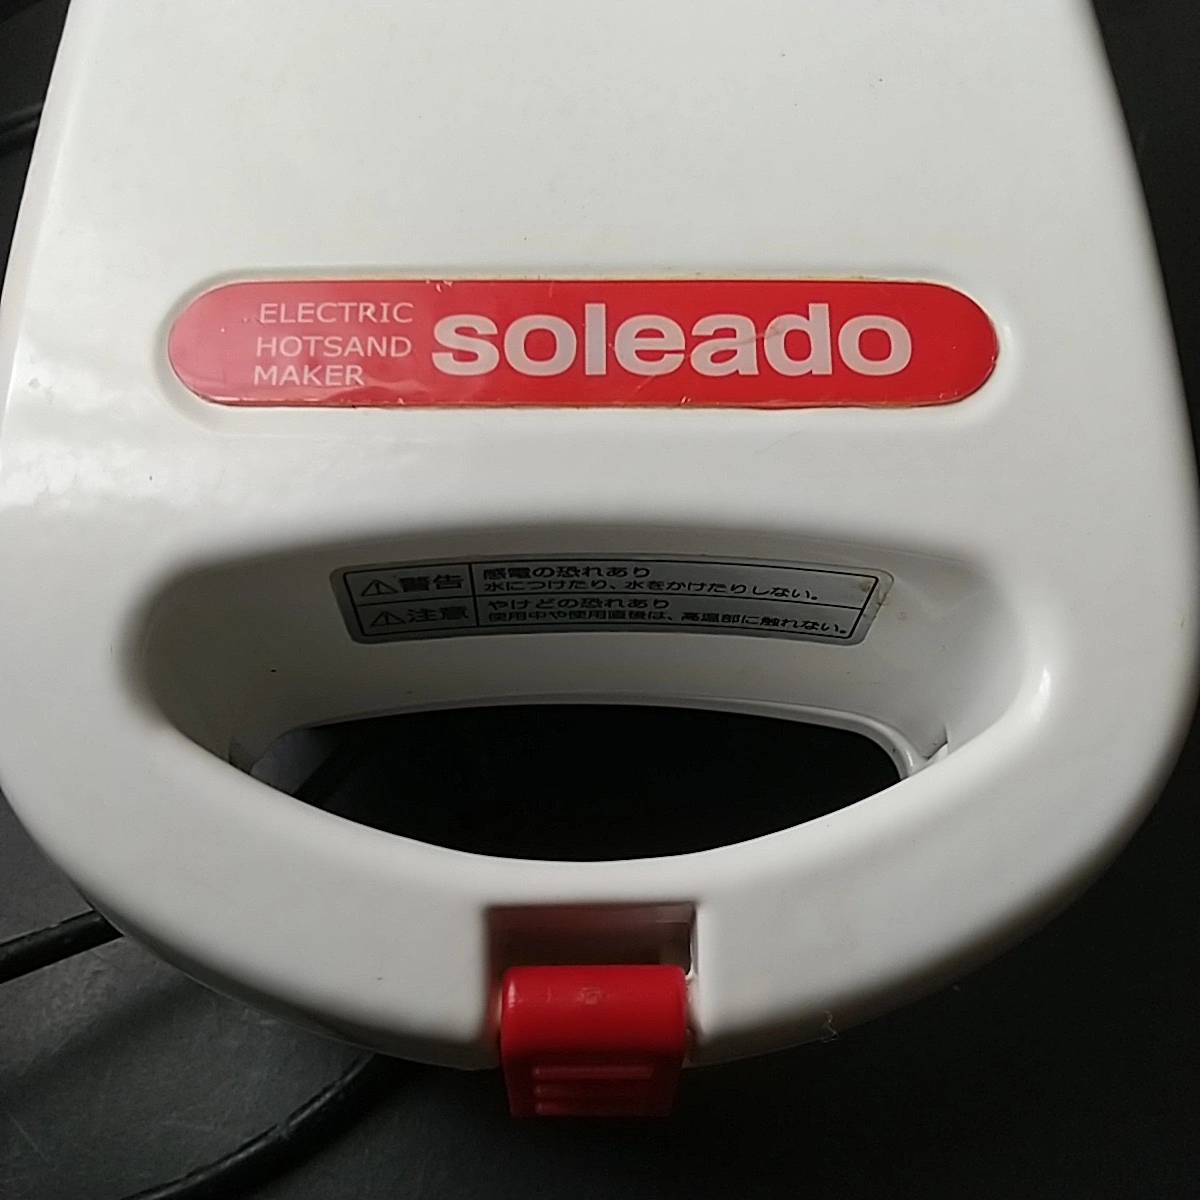 ELECTRIC
HOTSAND
MAKER
soleado
警告
感電の恐れあり
水につけたり、水をかけたりしない。
注意
やけどの恐れあり
使用中や使用直後は、高温部に触れない。